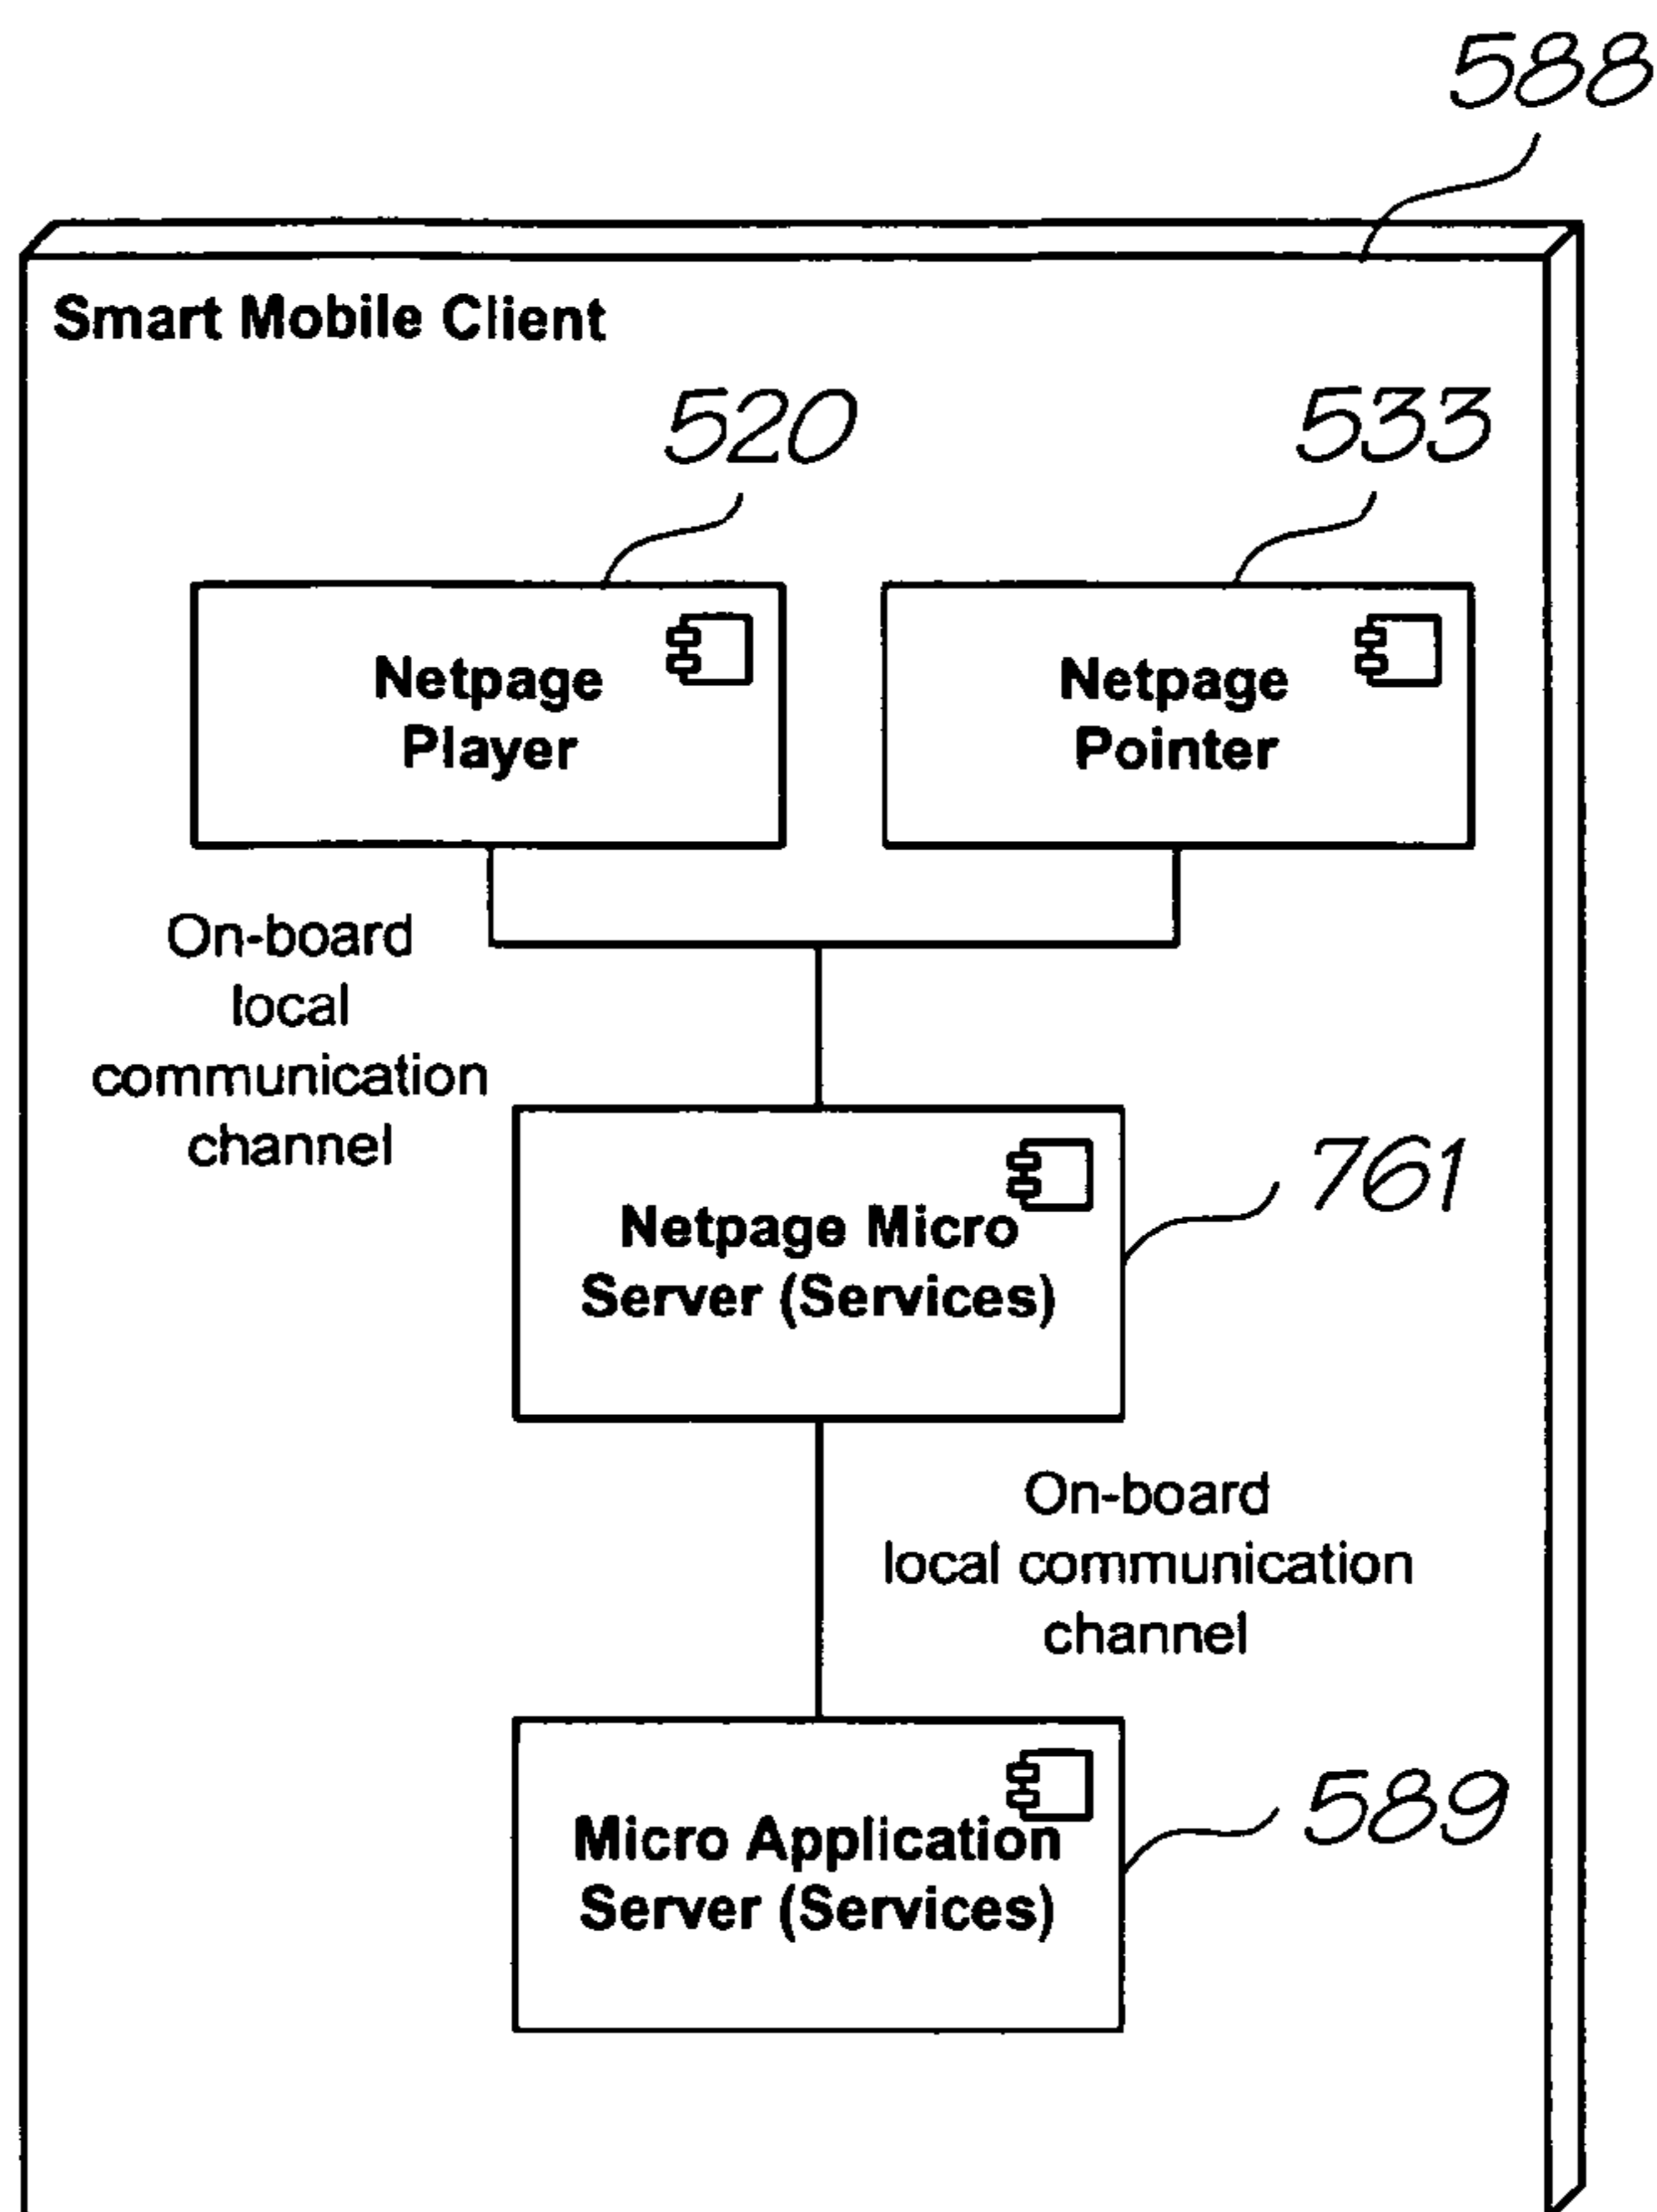 588
Smart Mobile Client
520
533
Netpage
Player
Netpage
Pointer
On-board
local
communication
channel
761
Netpage Micro
Server (Services)
On-board
local communication
channel
589
Micro Application
Server (Services)